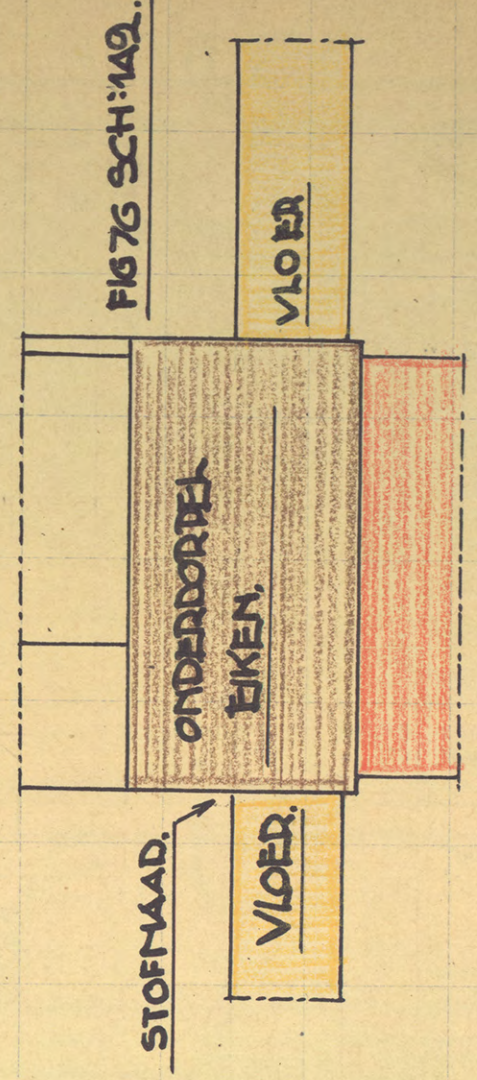 FIG 76 SCH: 1A2.
ONDERDORPEL
EIKEN.
STOFNAAD.
VLOER.
VLOER